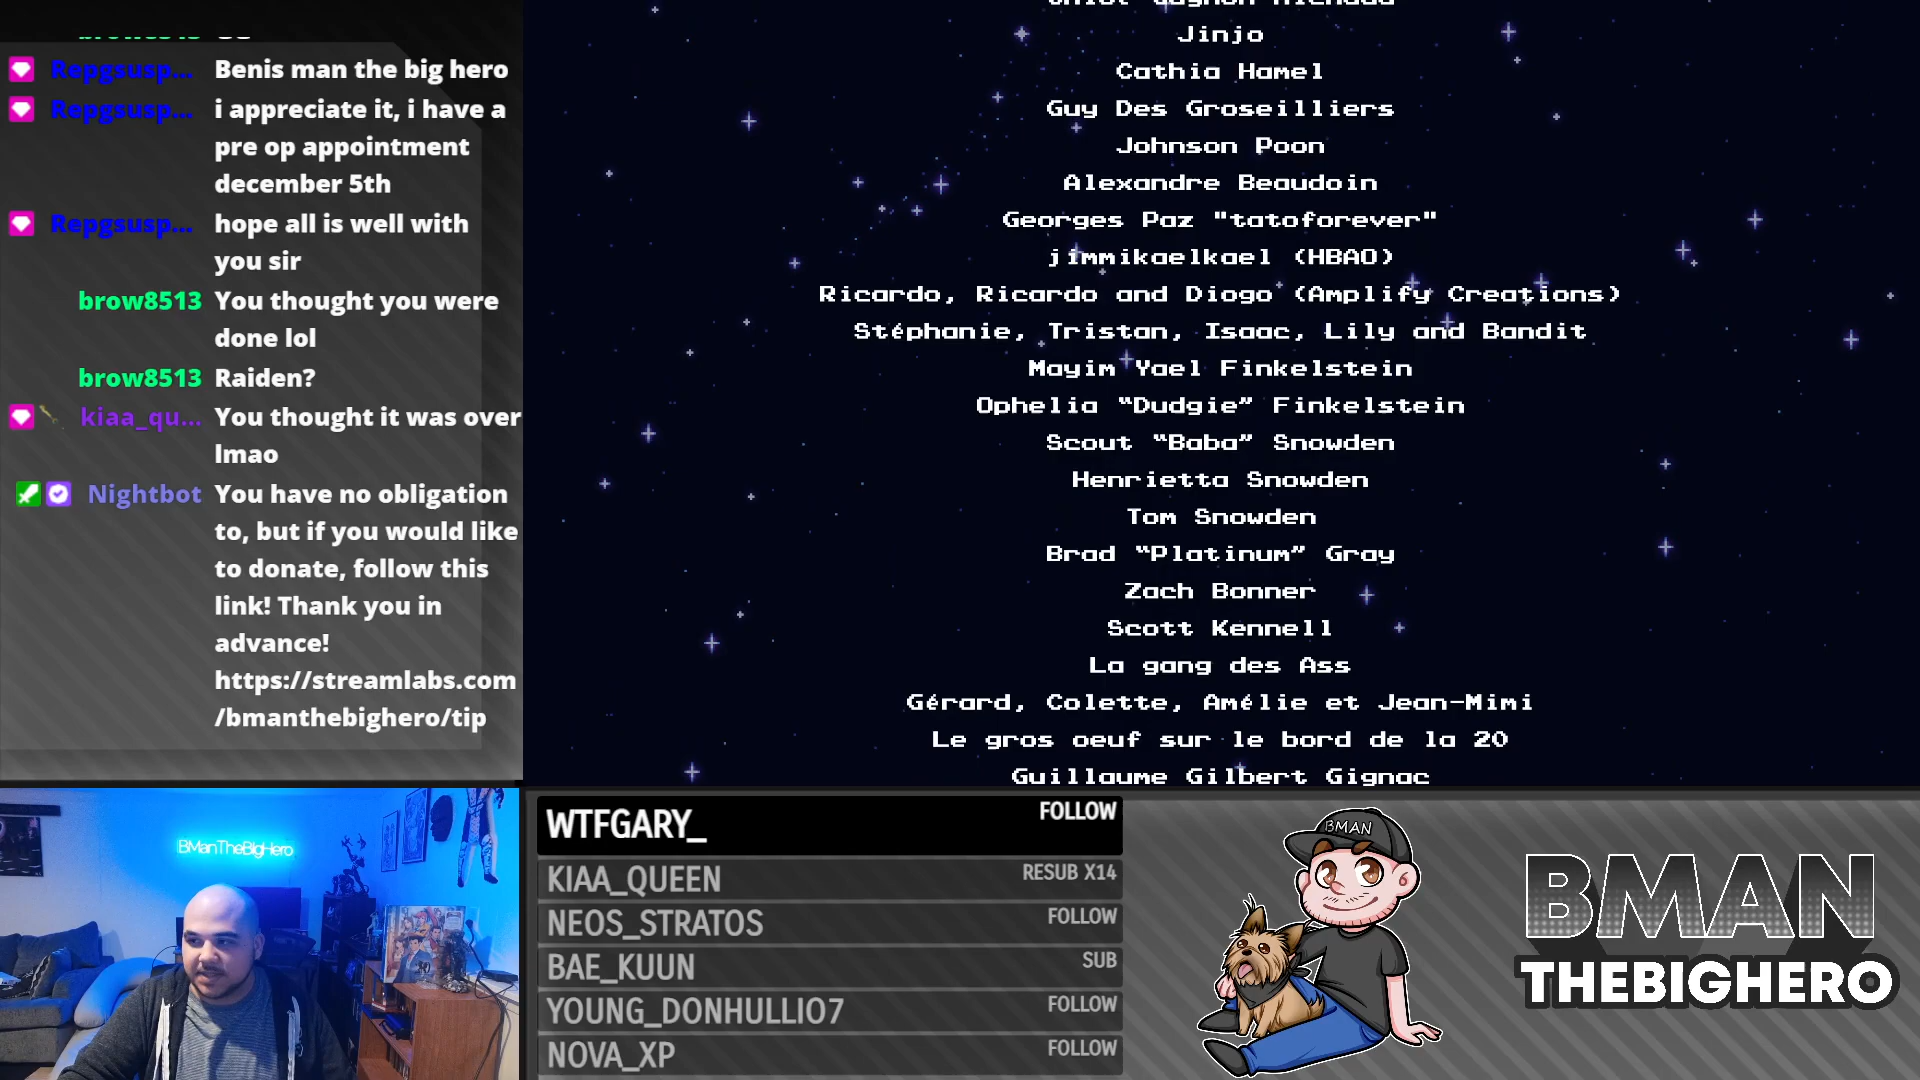 Benis man the big hero
Repgsusp...
i appreciate it, i have a
Repgsusp...
pre op appointment
december 5th
hope all is well with
Repgsusp...
you sir
brow8513 You thought you were
done lol
brow8513 Raiden?
kiaa_qu... You thought it was over
lmao
Nightbot You have no obligation
to, but if you would like
to donate, follow this
link! Thank you in
advance!
https://streamlabs.com
/bmanthebighero/tip
Jinjo
Cathia Hamel
Guy Des Groseilliers
Johnson Poon
Alexandre Beaudoin
Georges Paz "tatoforever"
jimmikaelkael (HBAO)
Ricardo, Ricardo and Diogo (Amplify Creations)
Stéphanie, Tristan, Isaac, Lily and Bandit
Mayim Yael Finkelstein
Ophelia “Dudgie” Finkelstein
Scout “Baba” Snowden
Henrietta Snowden
Tom Snowden
Brad “Platinum” Gray
Zach Bonner
Scott Kennell
La gang des Ass
Gérard, Colette, Amélie et Jean-Mimi
Le gros oeuf sur le bord de la 20
Guillaume Gilbert Gignac
BManTheBigHero
WTFGARY_ FOLLOW
KIAA_QUEEN RESUB X14
NEOS_STRATOS FOLLOW
BAE_KUUN SUB
YOUNG_DONHULLIO7 FOLLOW
NOVA_XP FOLLOW
BMAN
BMAN
THEBIGHERO